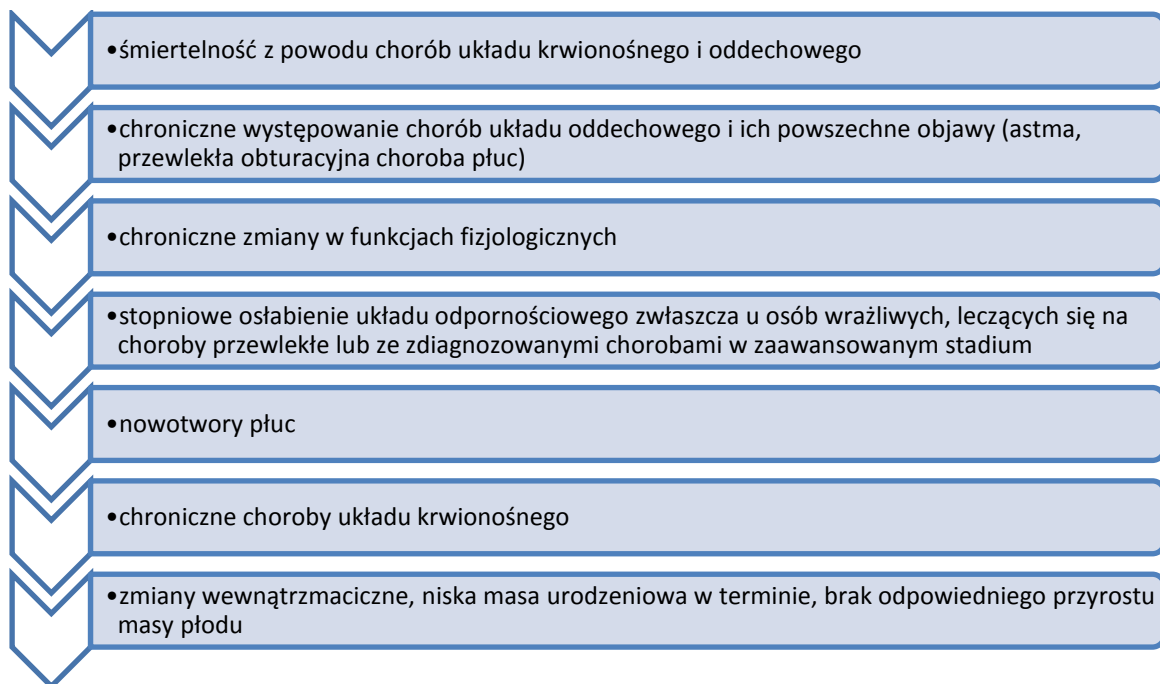 •śmiertelność z powodu chorób układu krwionośnego i oddechowego
•chroniczne występowanie chorób układu oddechowego i ich powszechne objawy (astma,
przewlekła obturacyjna choroba płuc)
•chroniczne zmiany w funkcjach fizjologicznych
•stopniowe osłabienie układu odpornościowego zwłaszcza u osób wrażliwych, leczących się na
choroby przewlekłe lub ze zdiagnozowanymi chorobami w zaawansowanym stadium
•nowotwory płuc
•chroniczne choroby układu krwionośnego
•zmiany wewnątrzmaciczne, niska masa urodzeniowa w terminie, brak odpowiedniego przyrostu
masy płodu